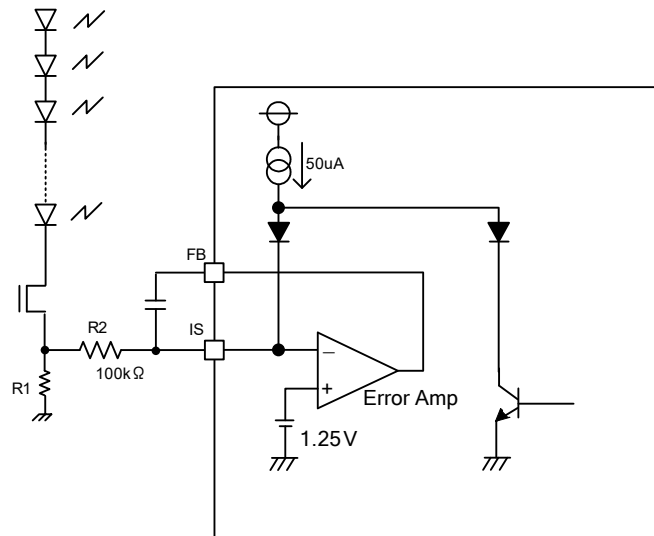 50uA
FB
IS
R2
100kΩ
R1
−
+
Error Amp
1.25V